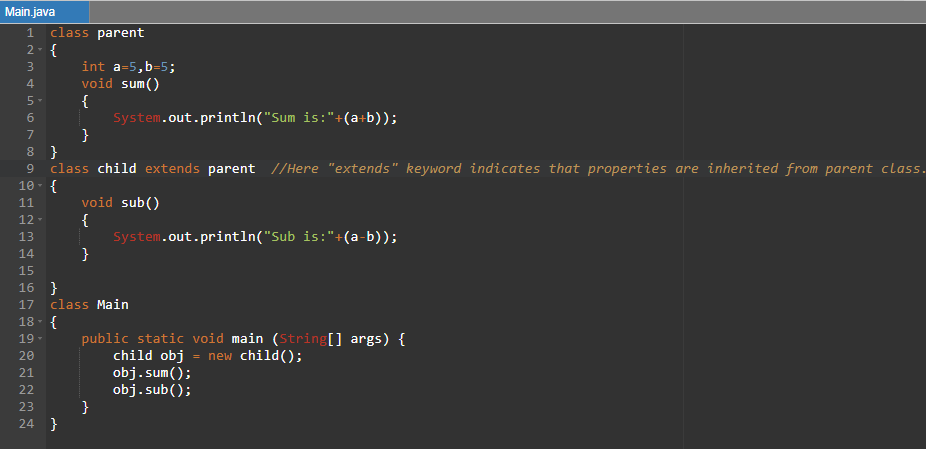 Main.java
1 class parent
2 {
3     int a=5,b=5;
4     void sum()
5     {
6         System.out.println("Sum is:"+(a+b));
7     }
8 }
9 class child extends parent  //Here "extends" keyword indicates that properties are inherited from parent class.
10 {
11     void sub()
12     {
13         System.out.println("Sub is:"+(a-b));
14     }
15
16 }
17 class Main
18 {
19     public static void main (String[] args) {
20         child obj = new child();
21         obj.sum();
22         obj.sub();
23     }
24 }